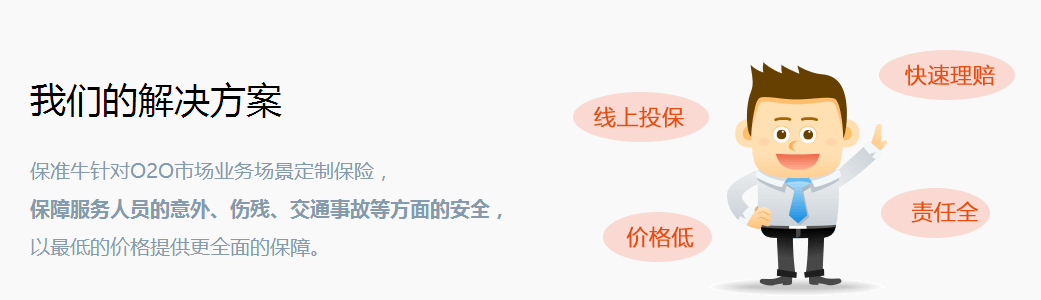 我们的解决方案
保准牛针对O2O市场业务场景定制保险，
保障服务人员的意外、伤残、交通事故等方面的安全，
以最低的价格提供更全面的保障。
线上投保
快速理赔
价格低
责任全